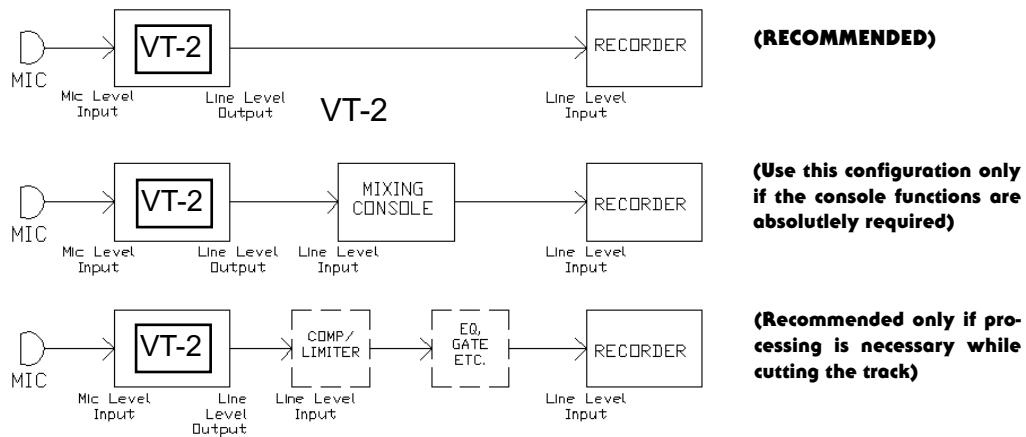 VT-2
RECORDER
(RECOMMENDED)
MIC
Mic Level
Input
Line Level
Output
VT-2
Line Level
Input
VT-2
MIXING
CONSOLE
RECORDER
(Use this configuration only
if the console functions are
absolutlely required)
MIC
Mic Level
Input
Line Level
Output
Line Level
Input
Line Level
Input
VT-2
COMP/
LIMITER
EQ,
GATE
ETC.
RECORDER
(Recommended only if pro-
cessing is necessary while
cutting the track)
MIC
Mic Level
Input
Line
Level
Output
Line Level
Input
Line Level
Input